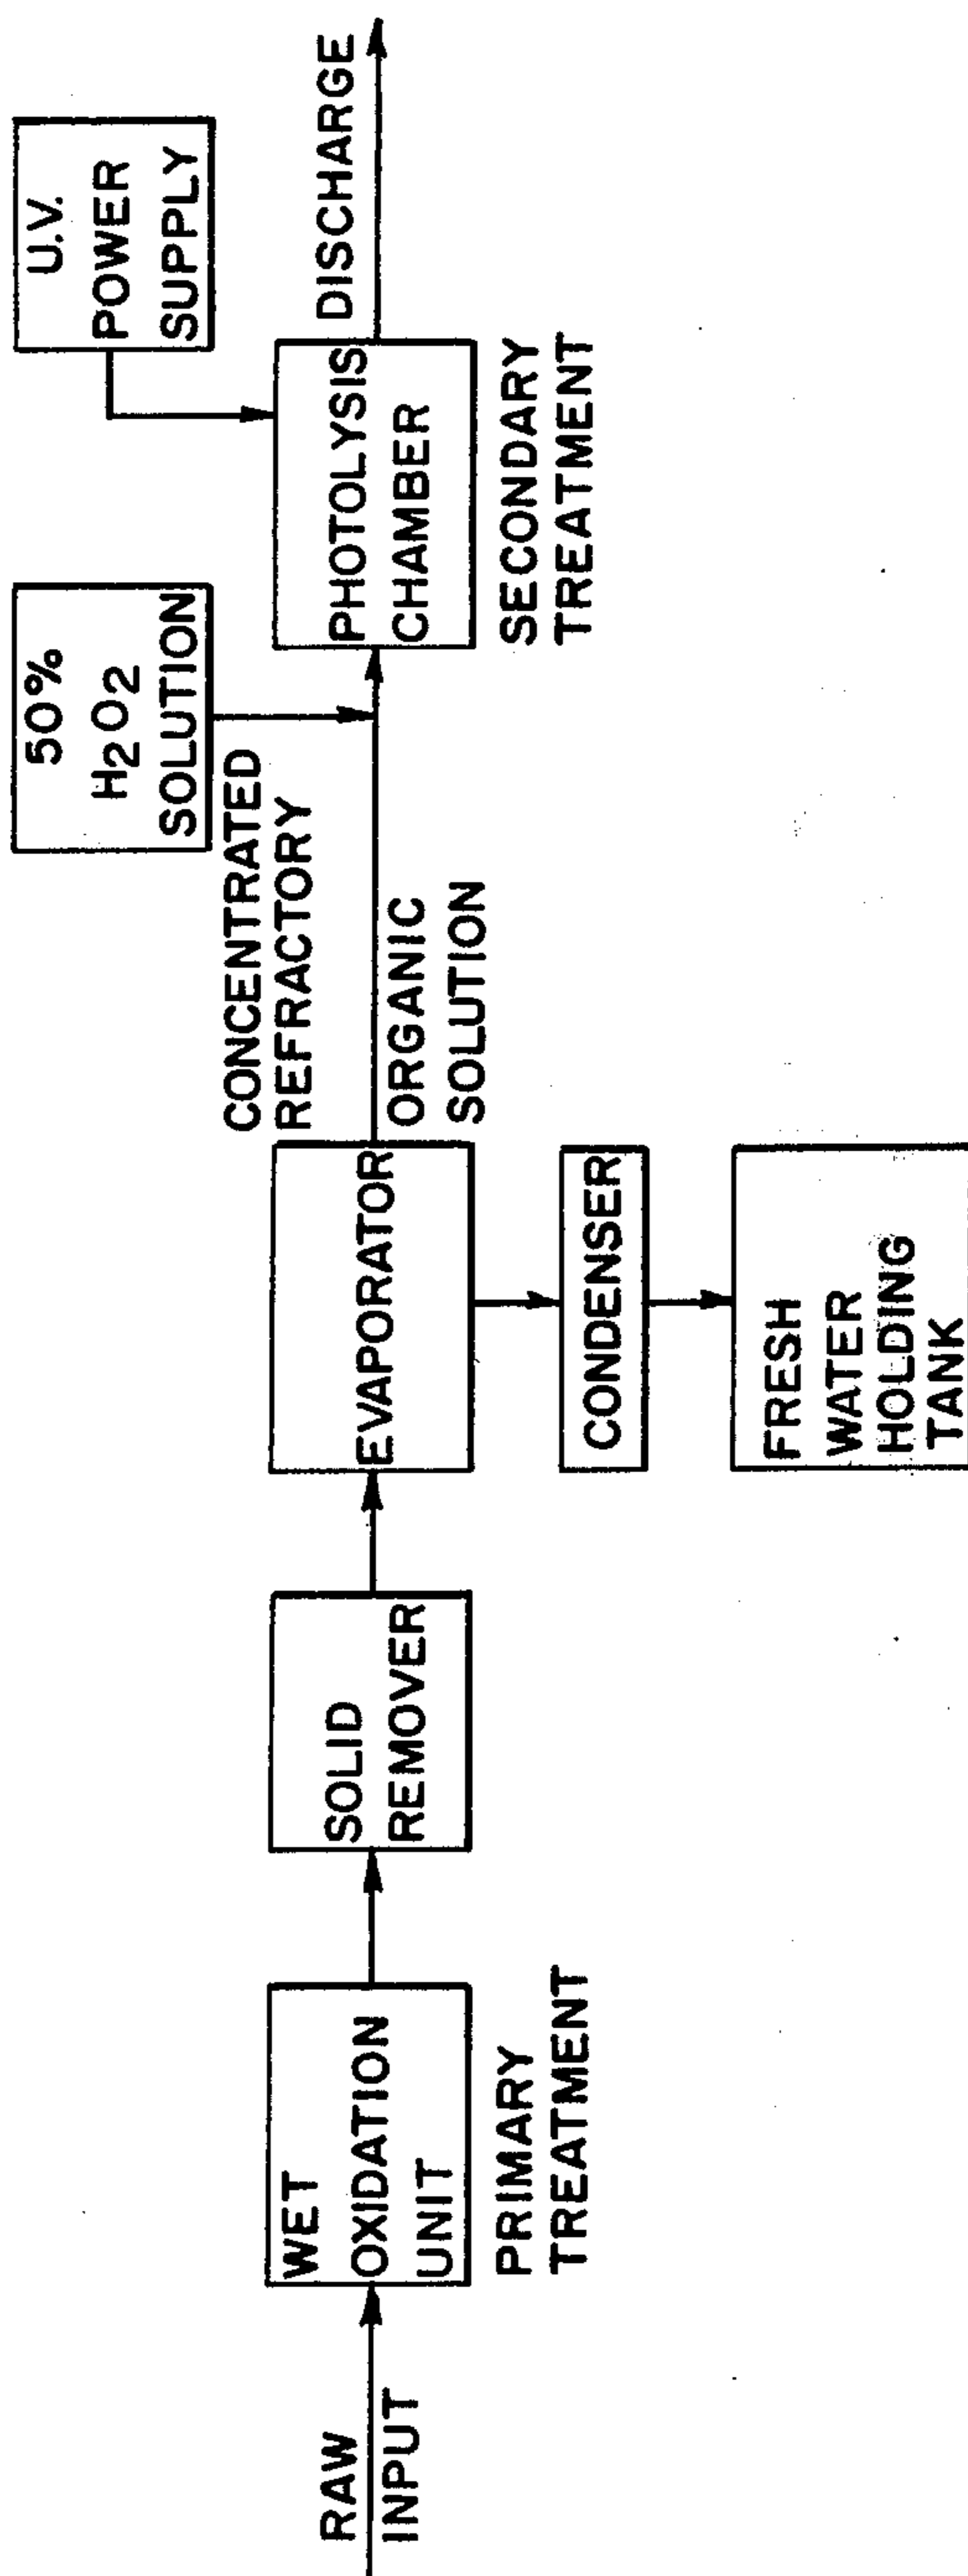 RAW
INPUT
WET
OXIDATION
UNIT
PRIMARY
TREATMENT
SOLID
REMOVER
EVAPORATOR
CONDENSER
FRESH
WATER
HOLDING
TANK
CONCENTRATED
REFRACTORY
ORGANIC
SOLUTION
50%
H2O2
SOLUTION
PHOTOLYSIS
CHAMBER
SECONDARY
TREATMENT
U.V.
POWER
SUPPLY
DISCHARGE